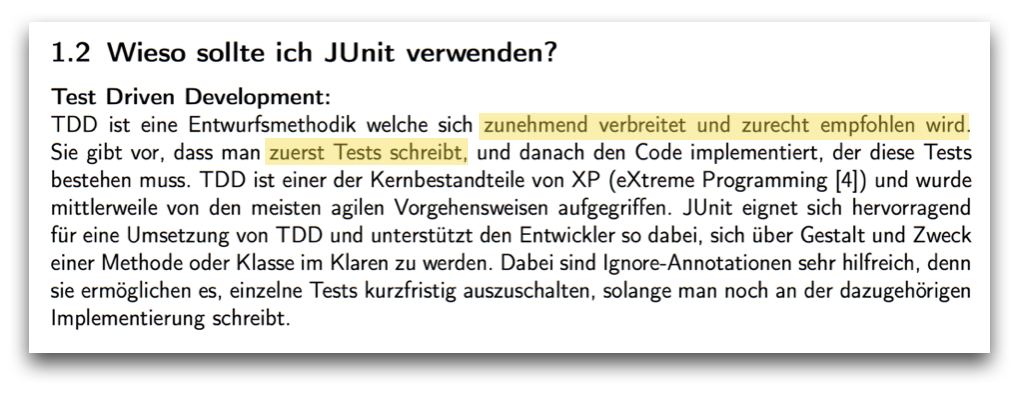 1.2 Wieso sollte ich JUnit verwenden?
Test Driven Development:
TDD ist eine Entwurfsmethodik welche sich zunehmend verbreitet und zurecht empfohlen wird.
Sie gibt vor, dass man zuerst Tests schreibt, und danach den Code implementiert, der diese Tests
bestehen muss. TDD ist einer der Kernbestandteile von XP (eXtreme Programming [4]) und wurde
mittlerweile von den meisten agilen Vorgehensweisen aufgegriffen. JUnit eignet sich hervorragend
für eine Umsetzung von TDD und unterstützt den Entwickler so dabei, sich über Gestalt und Zweck
einer Methode oder Klasse im Klaren zu werden. Dabei sind Ignore-Annotationen sehr hilfreich, denn
sie ermöglichen es, einzelne Tests kurzfristig auszuschalten, solange man noch an der dazugehörigen
Implementierung schreibt.